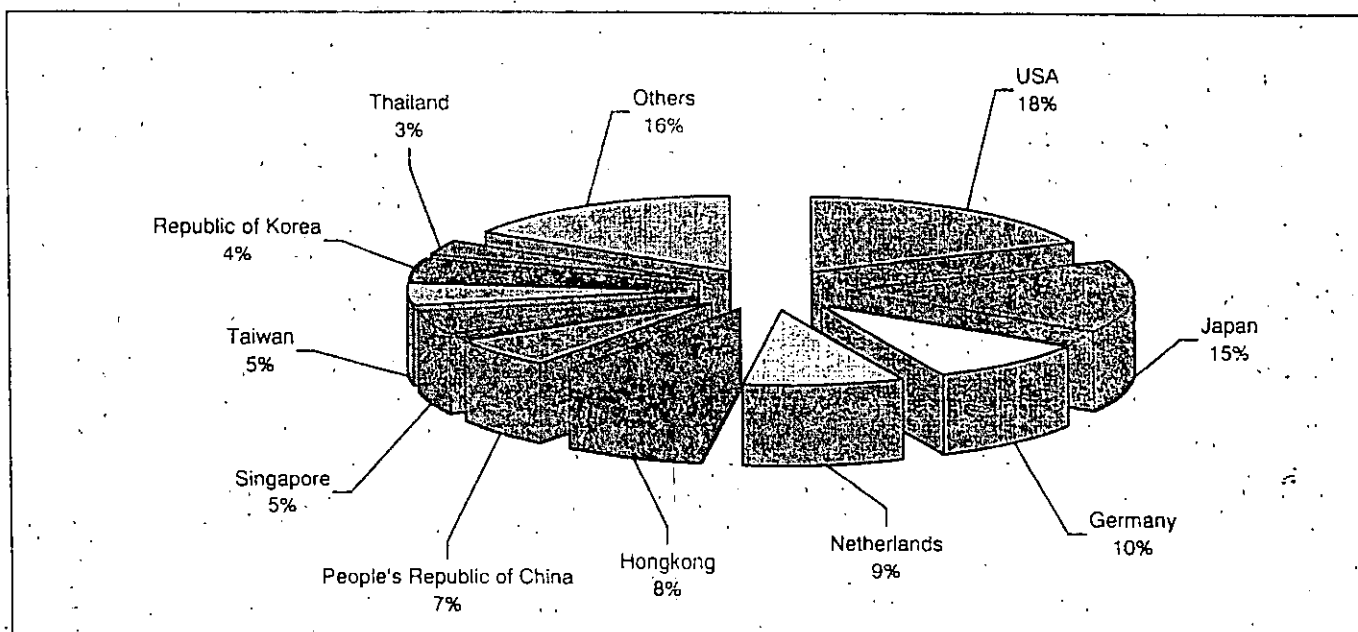 USA
18%
Others
16%
Thailand
3%
Republic of Korea
4%
Japan
15%
Taiwan
5%
Singapore
5%
Germany
10%
Netherlands
9%
Hongkong
8%
People's Republic of China
7%